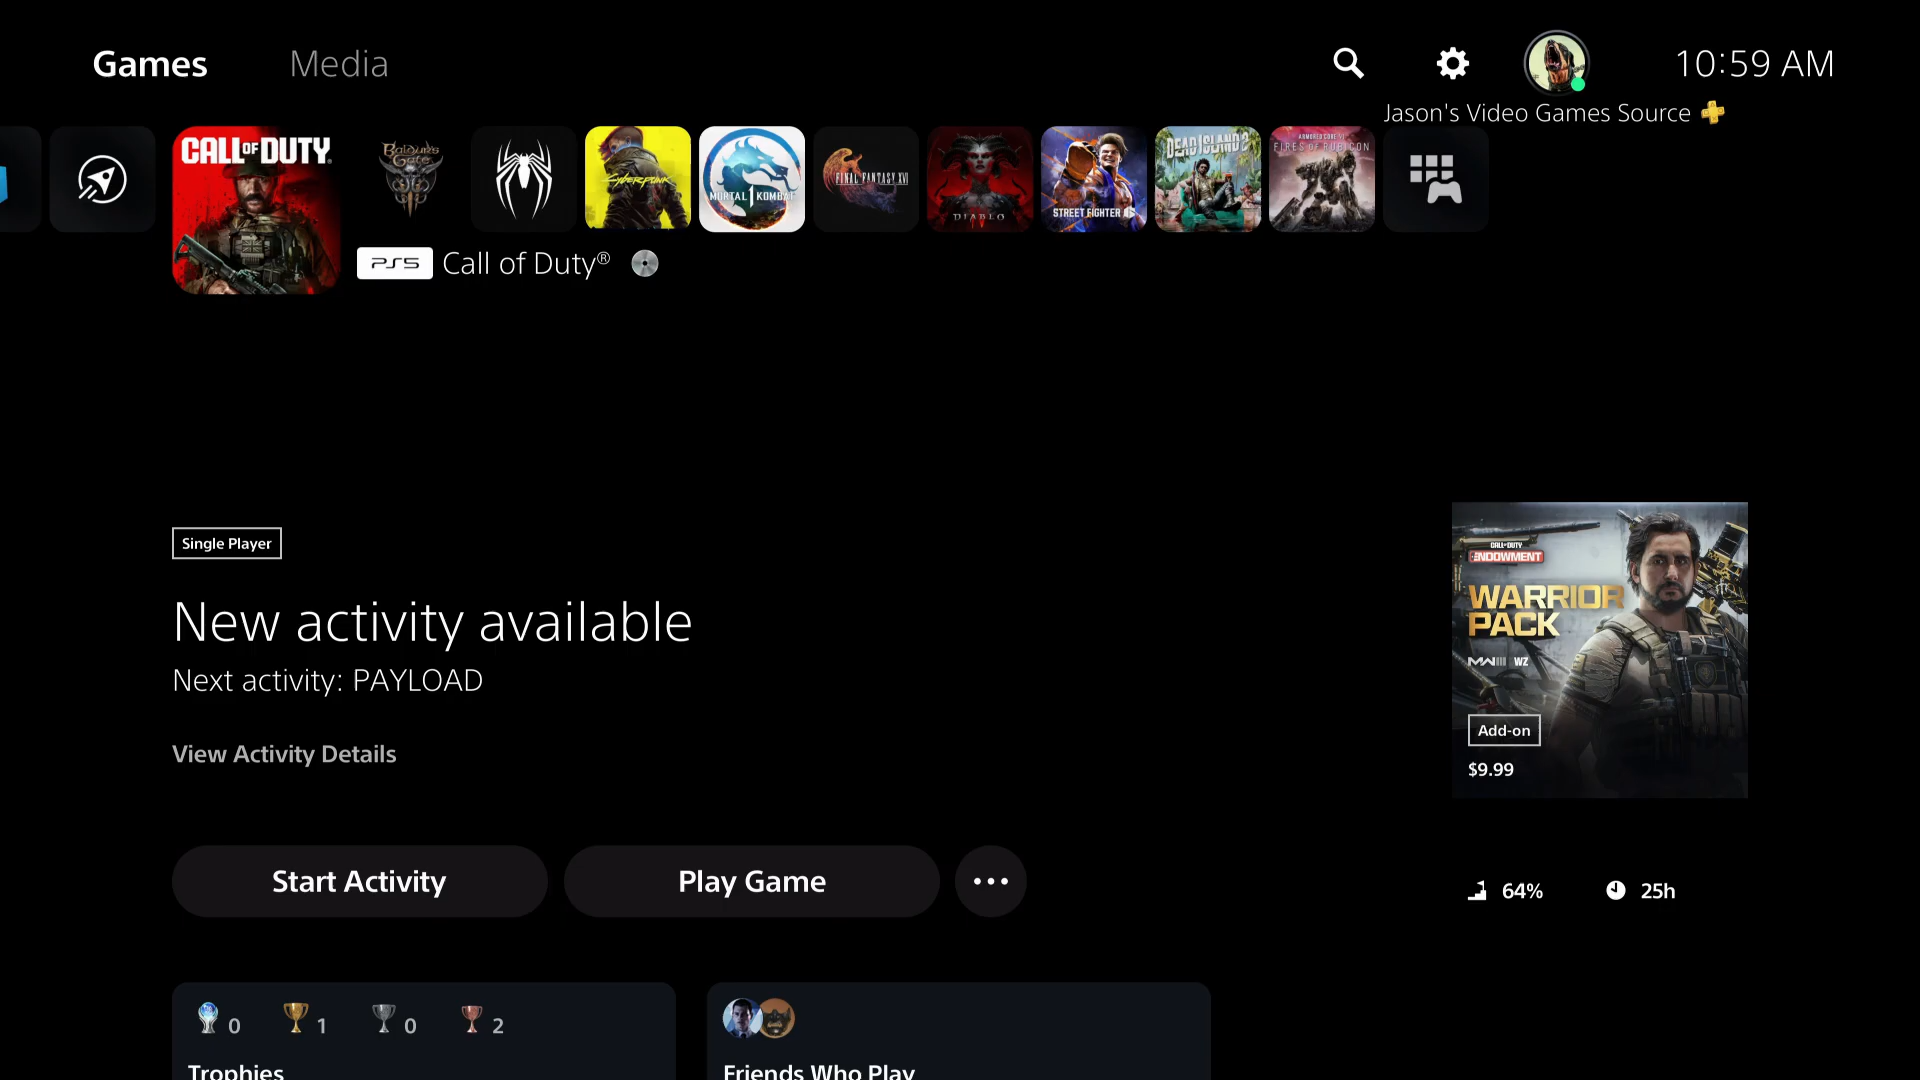 Games
Media
10:59 AM
Jason's Video Games Source
CALL OF DUTY
Baldur's Gate
Cyberpunk
MORTAL KOMBAT 1
FINAL FANTASY XVI
DIABLO
STREET FIGHTER 6
DEAD ISLAND 2
ARMORED CORE VI
FIRES OF RUBICON
PS5
Call of Duty®
Single Player
New activity available
Next activity: PAYLOAD
View Activity Details
Start Activity
Play Game
CALL OF DUTY
ENDOWMENT
WARRIOR
PACK
MWIII WZ
Add-on
$9.99
64%
25h
0
1
0
2
Trophies
Friends Who Play